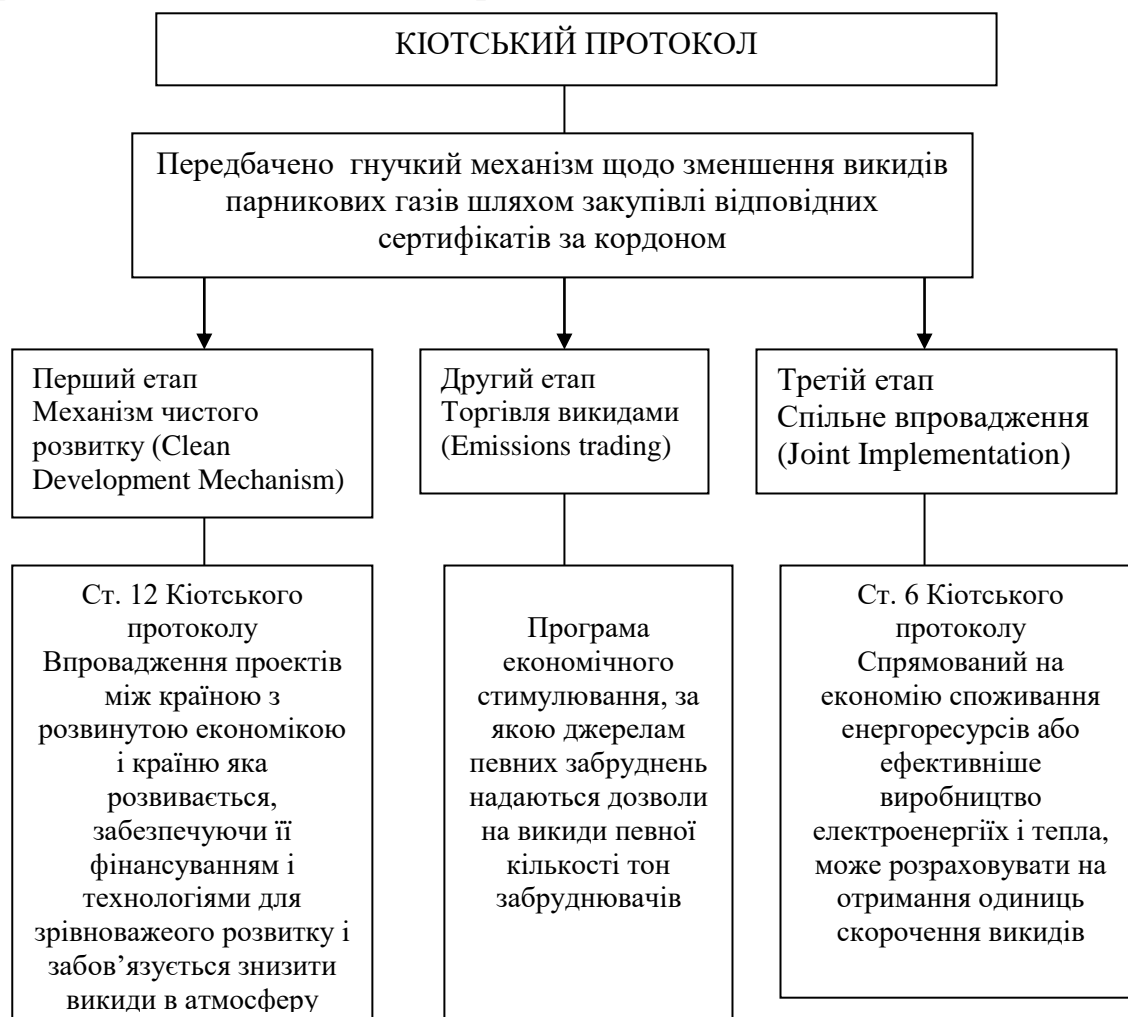 КІОТСЬКИЙ ПРОТОКОЛ
Передбачено гнучкий механізм щодо зменшення викидів
парникових газів шляхом закупівлі відповідних
сертифікатів за кордоном
Перший етап
Механізм чистого
розвитку (Clean
Development Mechanism)
Другий етап
Торгівля викидами
(Emissions trading)
Третій етап
Спільне впровадження
(Joint Implementation)
Ст. 12 Кіотського
протоколу
Впровадження проектів
між країною з
розвинутою економікою
і країню яка
розвивається,
забезпечуючи її
фінансуванням і
технологіями для
зрівноважеого розвитку і
забов’язується знизити
викиди в атмосферу
Програма
економічного
стимулювання, за
якою джерелам
певних забруднень
надаються дозволи
на викиди певної
кількості тон
забруднювачів
Ст. 6 Кіотського
протоколу
Спрямований на
економію споживання
енергоресурсів або
ефективніше
виробництво
електроенергіїх і тепла,
може розраховувати на
отримання одиниць
скорочення викидів